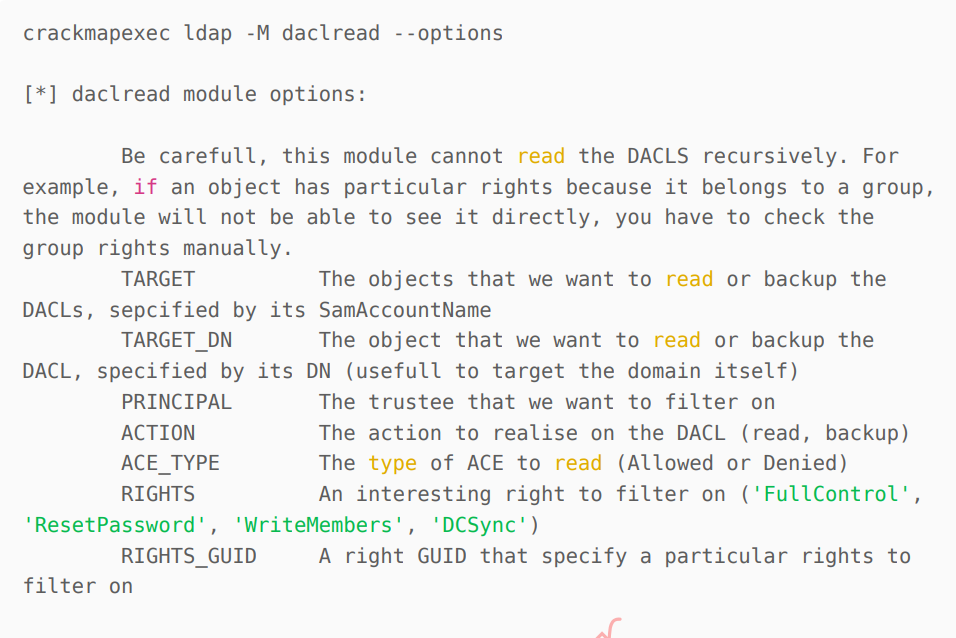 crackmapexec ldap -M daclread --options
[*] daclread module options:
Be carefull, this module cannot read the DACLS recursively. For
example, if an object has particular rights because it belongs to a group,
the module will not be able to see it directly, you have to check the
group rights manually.
TARGET The objects that we want to read or backup the
DACLs, sepcified by its SamAccountName
TARGET_DN The object that we want to read or backup the
DACL, specified by its DN (usefull to target the domain itself)
PRINCIPAL The trustee that we want to filter on
ACTION The action to realise on the DACL (read, backup)
ACE_TYPE The type of ACE to read (Allowed or Denied)
RIGHTS An interesting right to filter on ('FullControl',
'ResetPassword', 'WriteMembers', 'DCSync')
RIGHTS_GUID A right GUID that specify a particular rights to
filter on